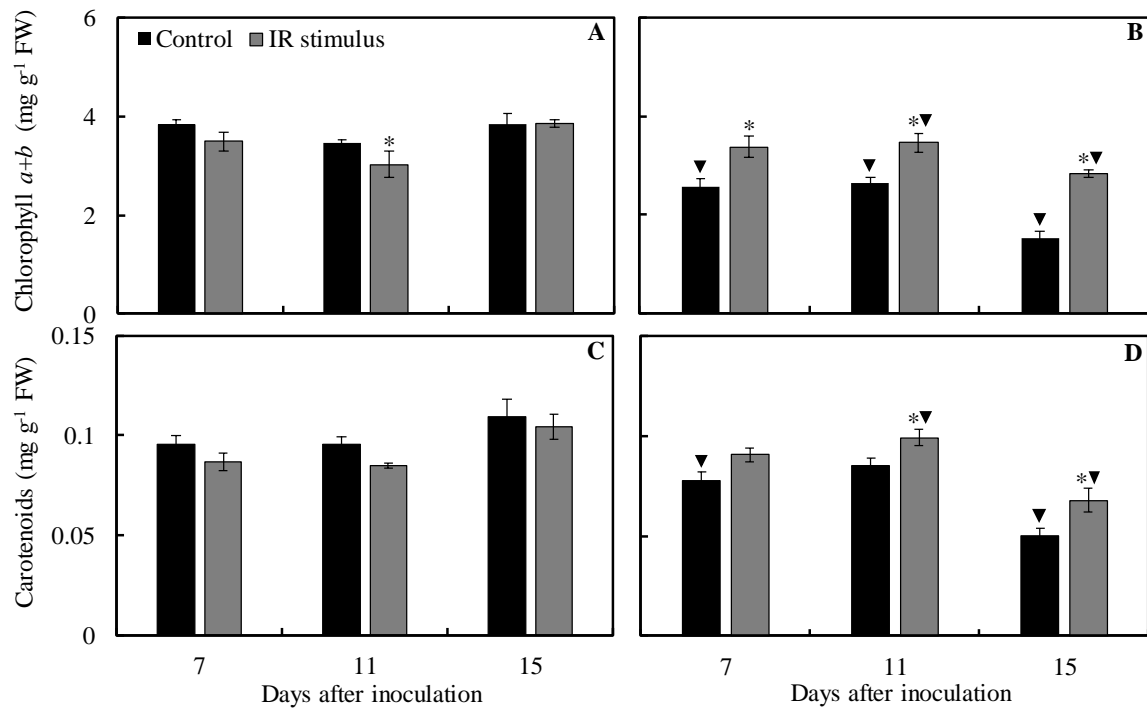 6
Control IR stimulus
A
B
*
*
*▼
4
▼
▼
*▼
2
▼
0
Chlorophyll a+b (mg g⁻¹ FW)
0.15
C
D
*▼
0.1
▼
*▼
▼
0.05
0
Carotenoids (mg g⁻¹ FW)
7 11 15
7 11 15
Days after inoculation
Days after inoculation